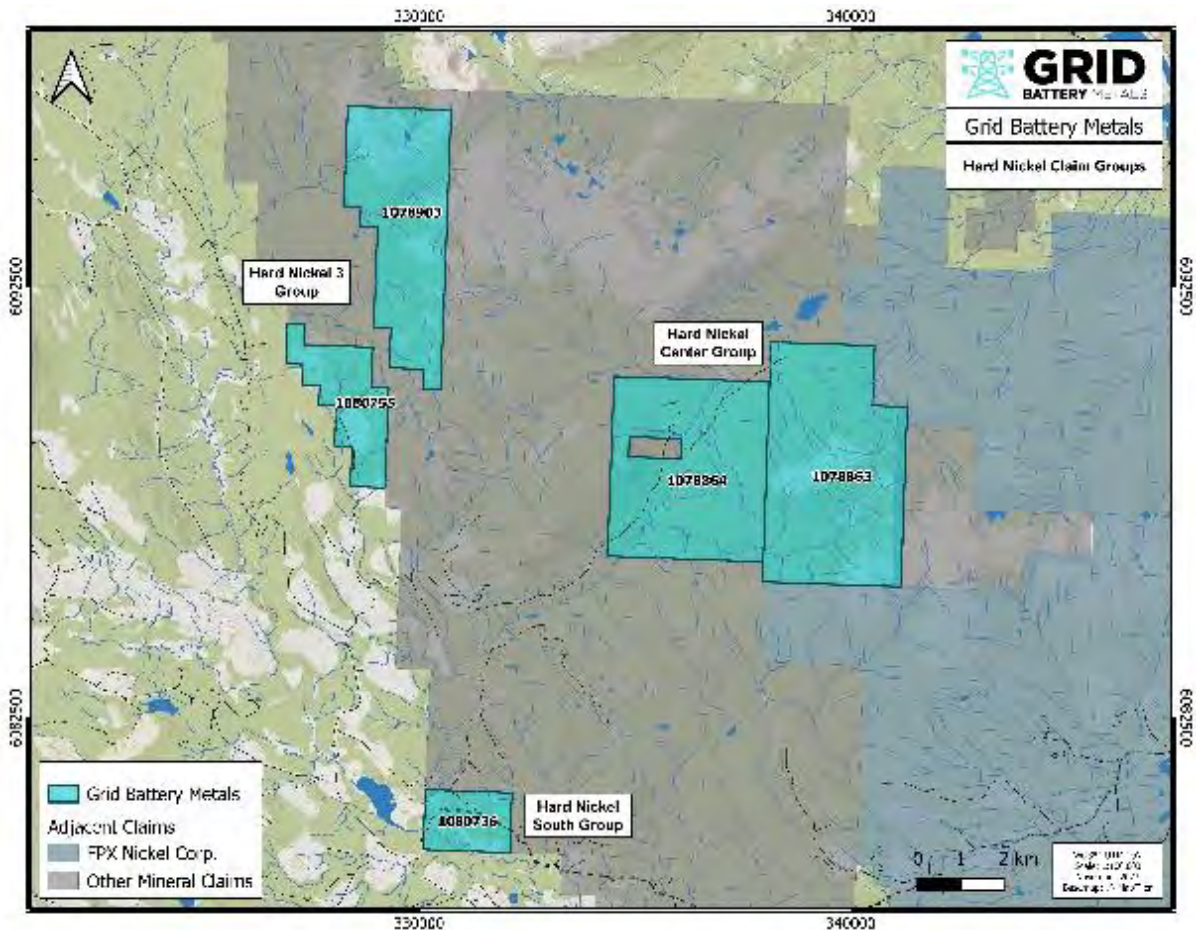 330000
340000
GRID
BATTERY METALS
Grid Battery Metals
Hard Nickel Claim Groups
6092500
6092500
Hard Nickel 3
Group
Hard Nickel
Center Group
1078864
1078863
6082500
6082500
Hard Nickel
South Group
1080736
Grid Battery Metals
Adjacent Claims
FPX Nickel Corp.
Other Mineral Claims
0 1 2 km
330000
340000